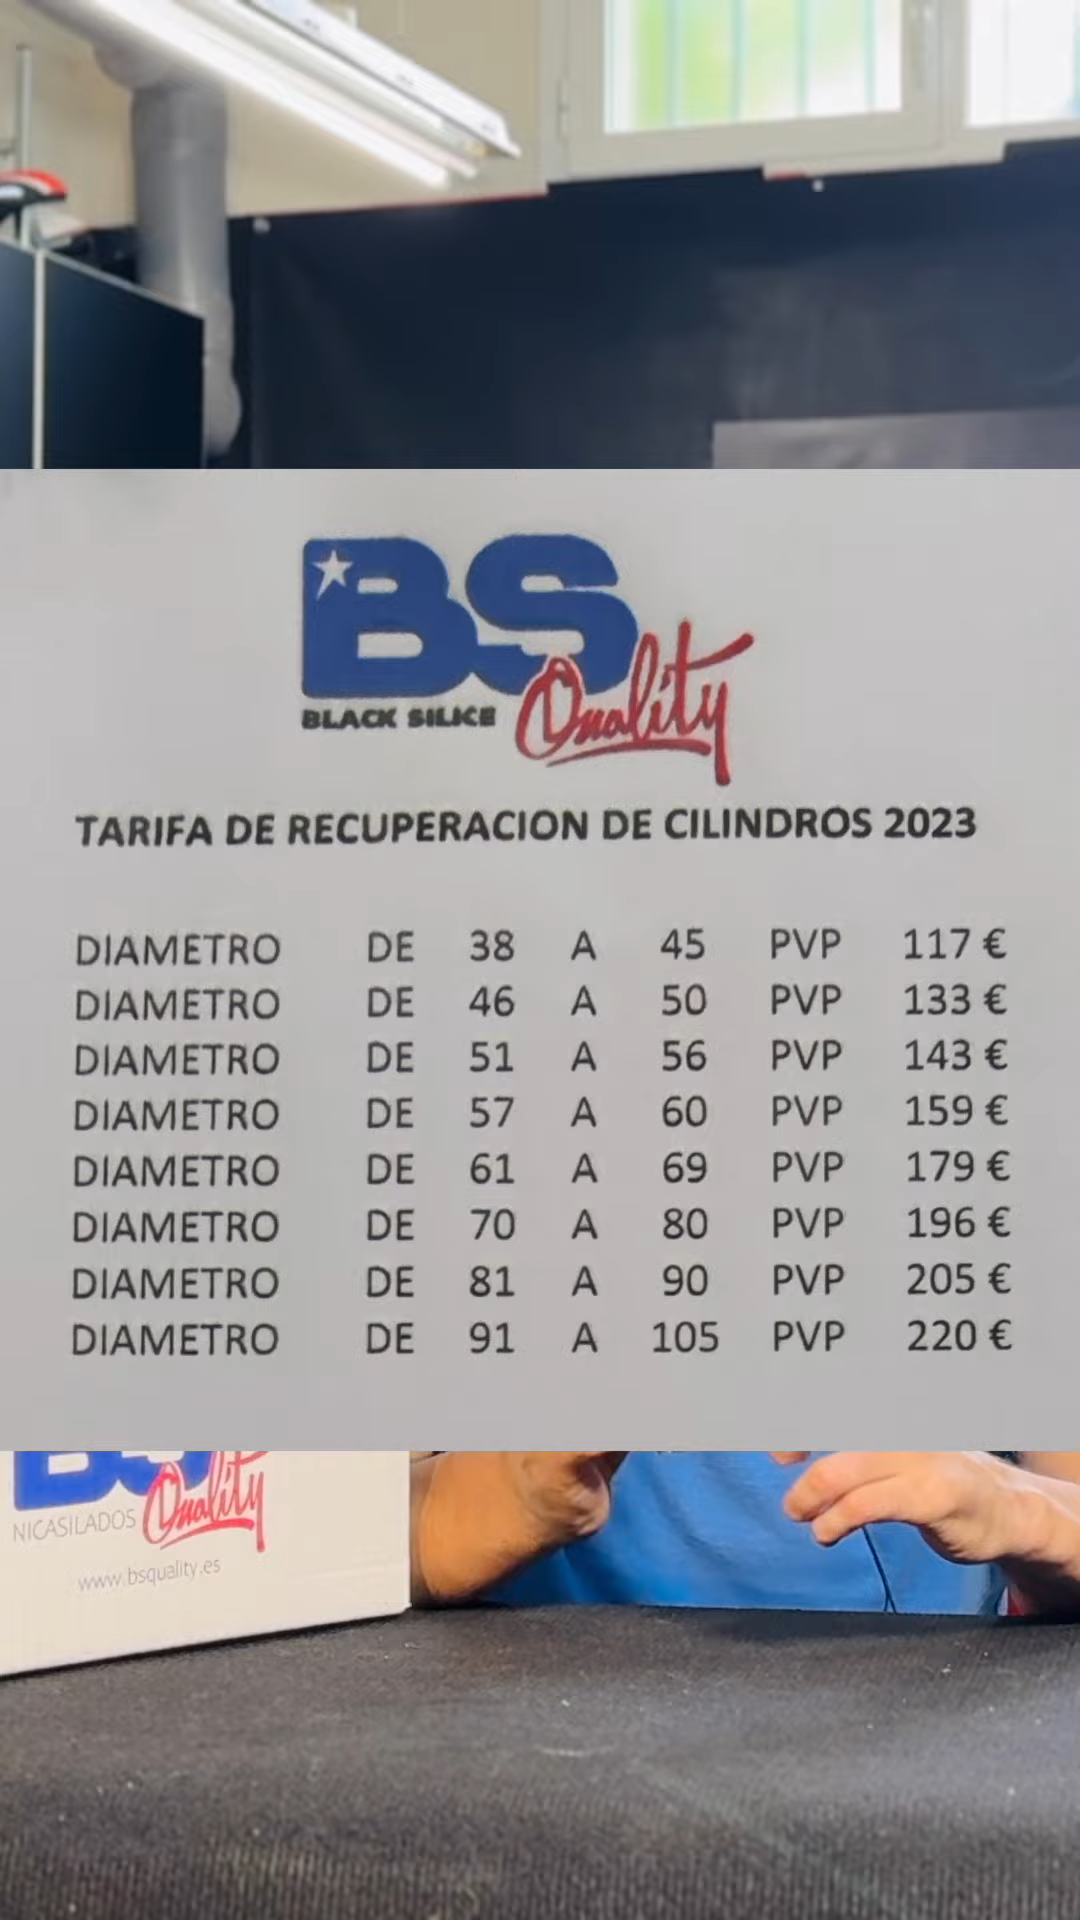 BS
BLACK SILICE Quality
TARIFA DE RECUPERACION DE CILINDROS 2023
DIAMETRO DE 38 A 45 PVP 117 €
DIAMETRO DE 46 A 50 PVP 133 €
DIAMETRO DE 51 A 56 PVP 143 €
DIAMETRO DE 57 A 60 PVP 159 €
DIAMETRO DE 61 A 69 PVP 179 €
DIAMETRO DE 70 A 80 PVP 196 €
DIAMETRO DE 81 A 90 PVP 205 €
DIAMETRO DE 91 A 105 PVP 220 €
BS
NICASILADOS Quality
www.bsquality.es